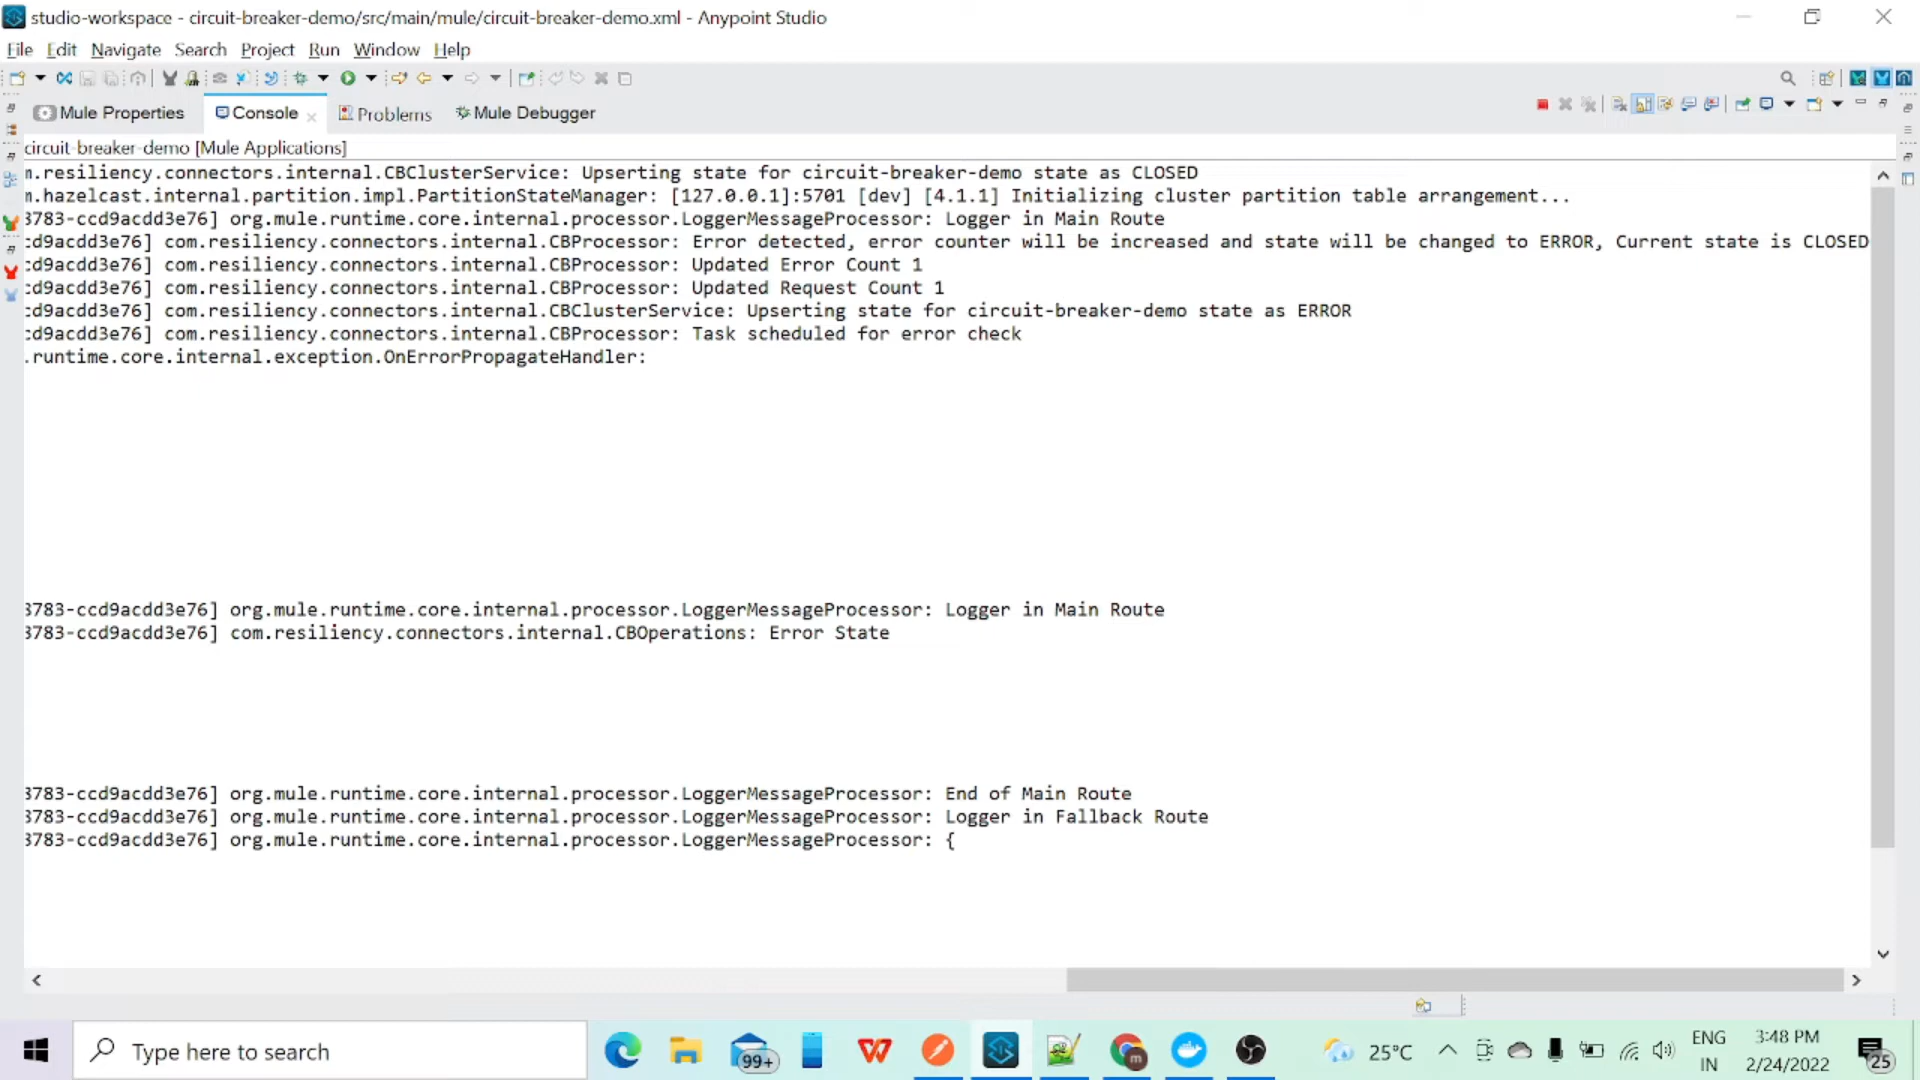 studio-workspace - circuit-breaker-demo/src/main/mule/circuit-breaker-demo.xml - Anypoint Studio
File Edit Navigate Search Project Run Window Help
Mule Properties Console Problems Mule Debugger
circuit-breaker-demo [Mule Applications]
m.resiliency.connectors.internal.CBClusterService: Upserting state for circuit-breaker-demo state as CLOSED
m.hazelcast.internal.partition.impl.PartitionStateManager: [127.0.0.1]:5701 [dev] [4.1.1] Initializing cluster partition table arrangement...
3783-ccd9acdd3e76] org.mule.runtime.core.internal.processor.LoggerMessageProcessor: Logger in Main Route
cd9acdd3e76] com.resiliency.connectors.internal.CBProcessor: Error detected, error counter will be increased and state will be changed to ERROR, Current state is CLOSED
cd9acdd3e76] com.resiliency.connectors.internal.CBProcessor: Updated Error Count 1
cd9acdd3e76] com.resiliency.connectors.internal.CBProcessor: Updated Request Count 1
cd9acdd3e76] com.resiliency.connectors.internal.CBClusterService: Upserting state for circuit-breaker-demo state as ERROR
cd9acdd3e76] com.resiliency.connectors.internal.CBProcessor: Task scheduled for error check
.runtime.core.internal.exception.OnErrorPropagateHandler:
3783-ccd9acdd3e76] org.mule.runtime.core.internal.processor.LoggerMessageProcessor: Logger in Main Route
3783-ccd9acdd3e76] com.resiliency.connectors.internal.CBOperations: Error State
3783-ccd9acdd3e76] org.mule.runtime.core.internal.processor.LoggerMessageProcessor: End of Main Route
3783-ccd9acdd3e76] org.mule.runtime.core.internal.processor.LoggerMessageProcessor: Logger in Fallback Route
3783-ccd9acdd3e76] org.mule.runtime.core.internal.processor.LoggerMessageProcessor: {
Type here to search
99+
m
25°C
ENG
IN
3:48 PM
2/24/2022
25